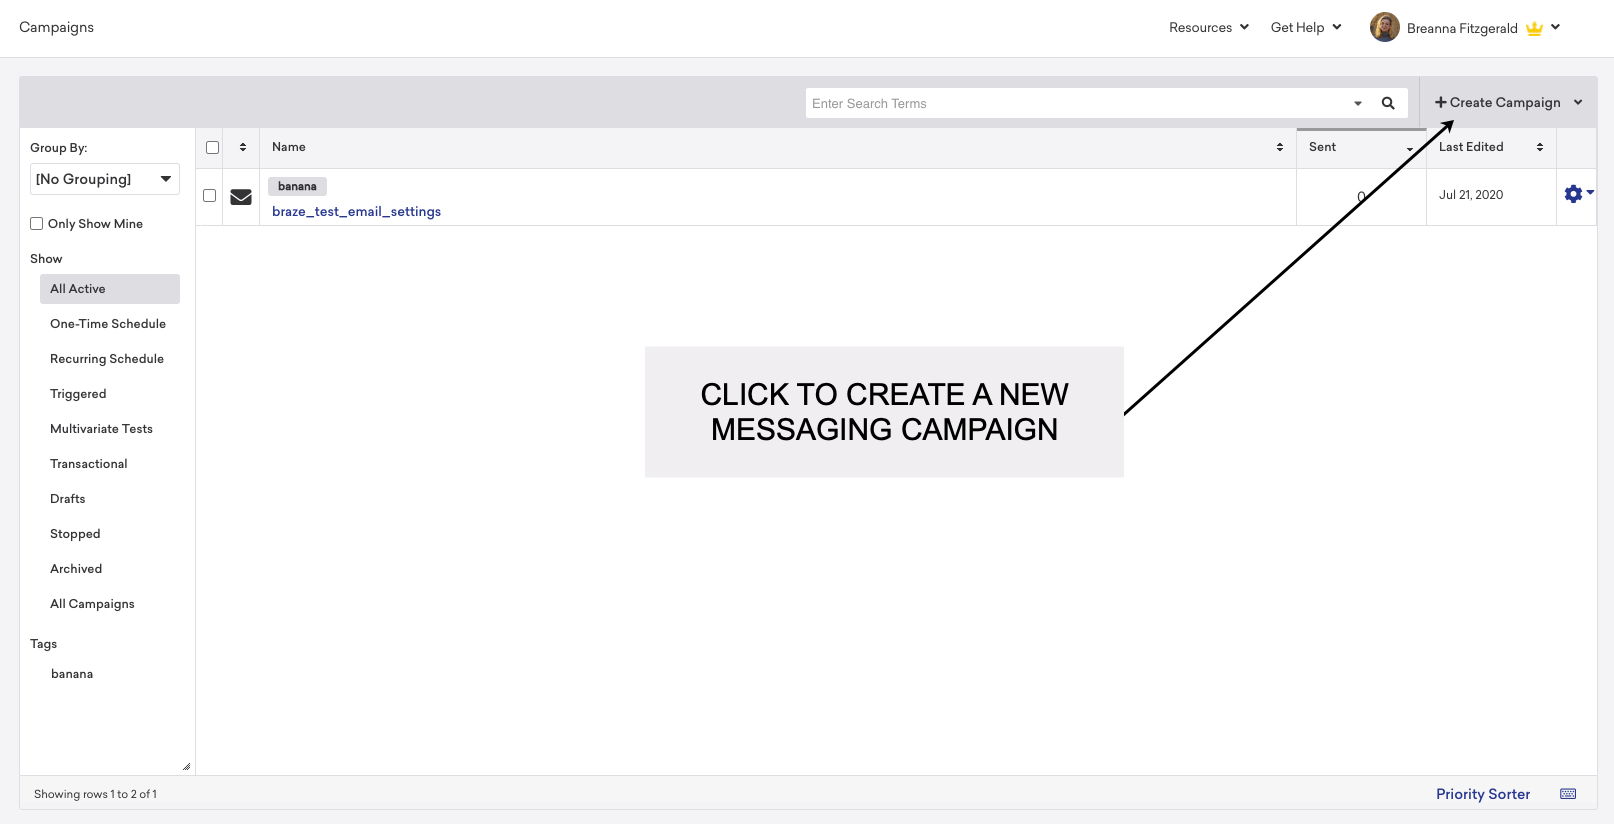 Campaigns
Resources
Get Help
Breanna Fitzgerald
Enter Search Terms
Create Campaign
Group By:
[No Grouping]
Only Show Mine
Show
All Active
One-Time Schedule
Recurring Schedule
Triggered
Multivariate Tests
Transactional
Drafts
Stopped
Archived
All Campaigns
Tags
banana
Name
Sent
Last Edited
banana
braze_test_email_settings
0
Jul 21, 2020
CLICK TO CREATE A NEW
MESSAGING CAMPAIGN
Showing rows 1 to 2 of 1
Priority Sorter